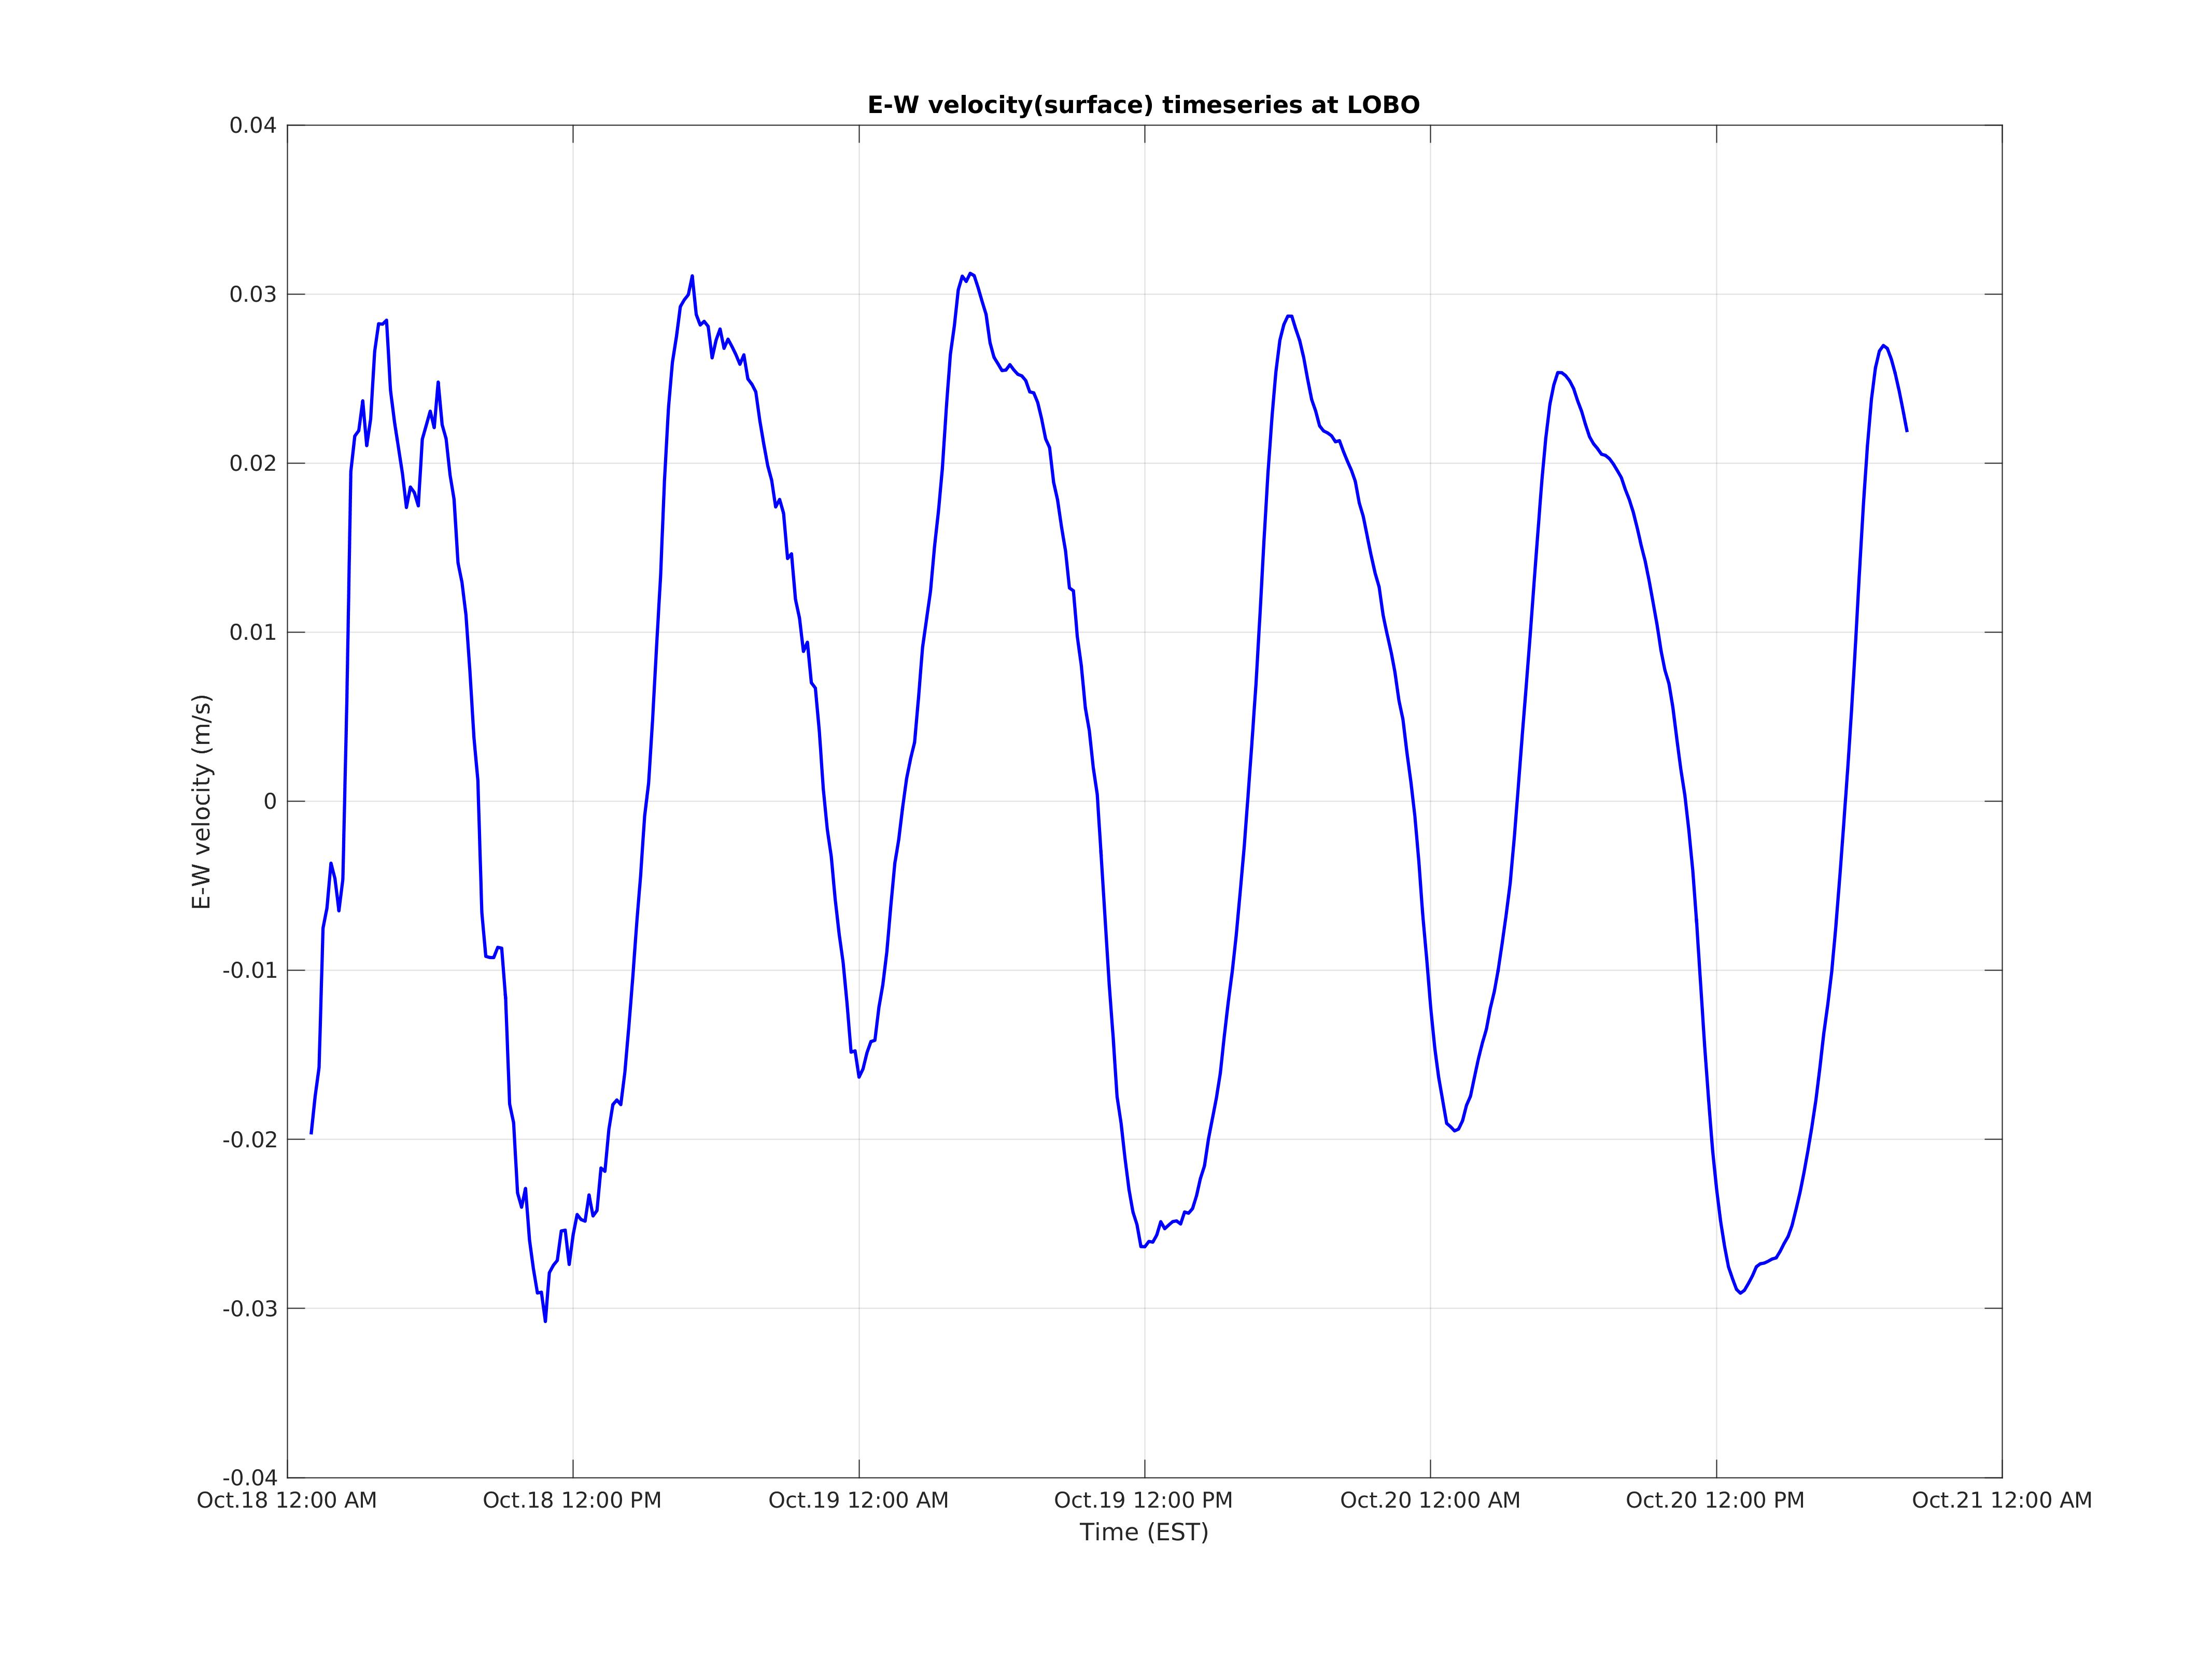 E-W velocity(surface) timeseries at LOBO
0.04
0.03
0.02
0.01
0
-0.01
-0.02
-0.03
-0.04
E-W velocity (m/s)
Oct.18 12:00 AM Oct.18 12:00 PM Oct.19 12:00 AM Oct.19 12:00 PM Oct.20 12:00 AM Oct.20 12:00 PM Oct.21 12:00 AM
Time (EST)